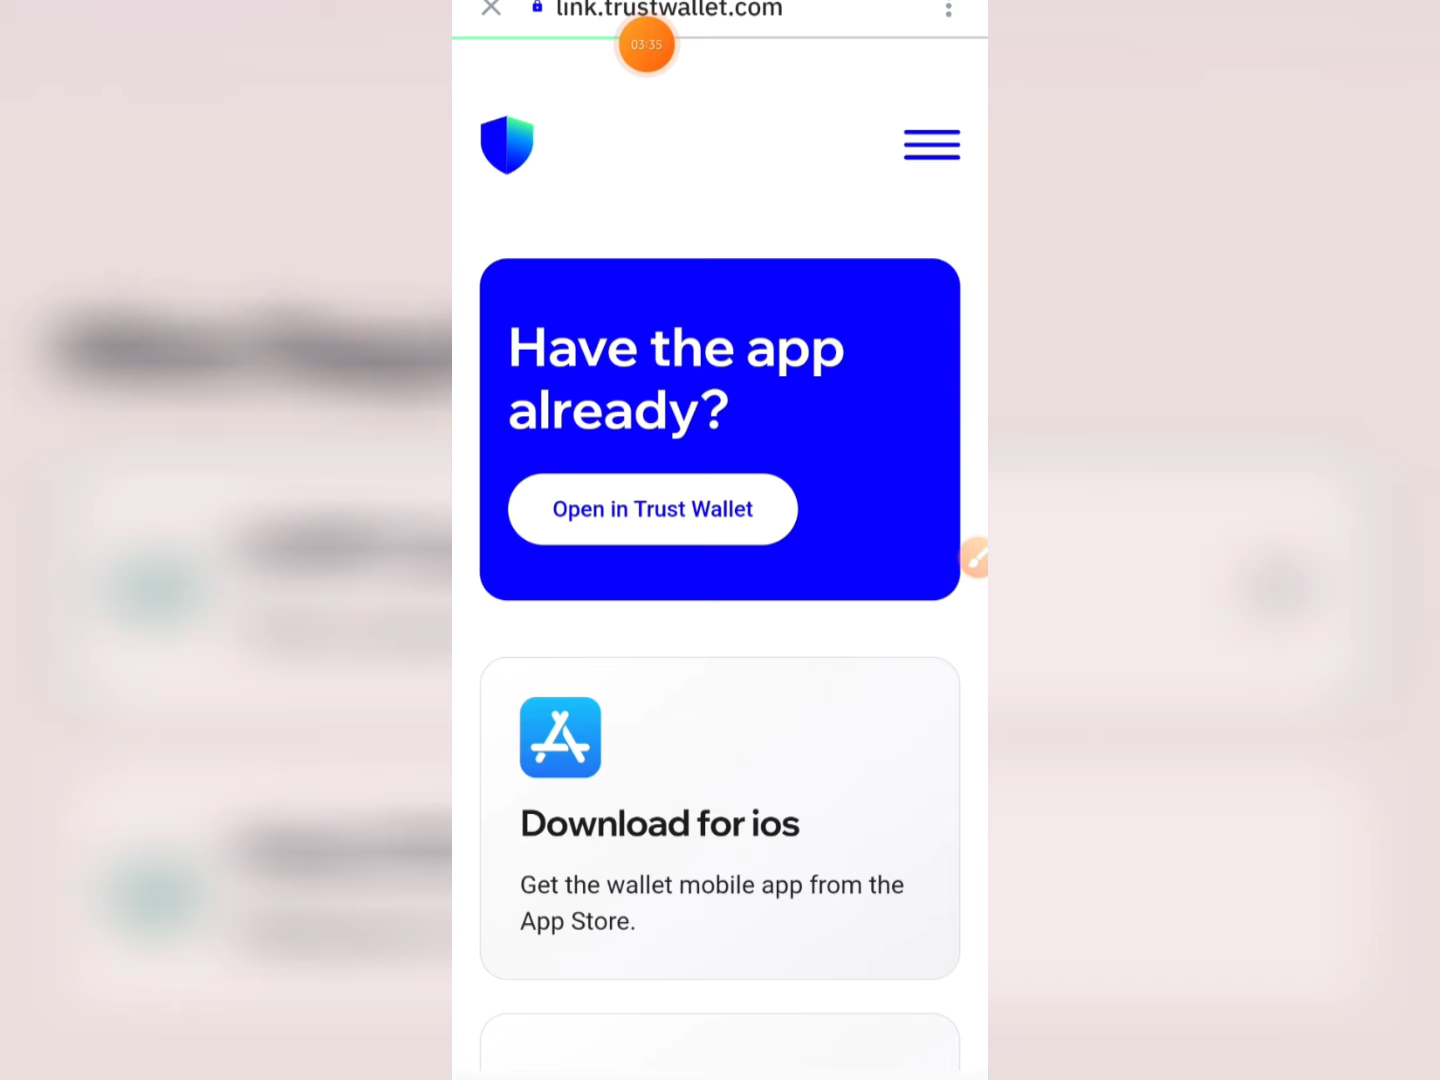 link.trustwallet.com
03:35
Have the app
already?
Open in Trust Wallet
Download for ios
Get the wallet mobile app from the
App Store.